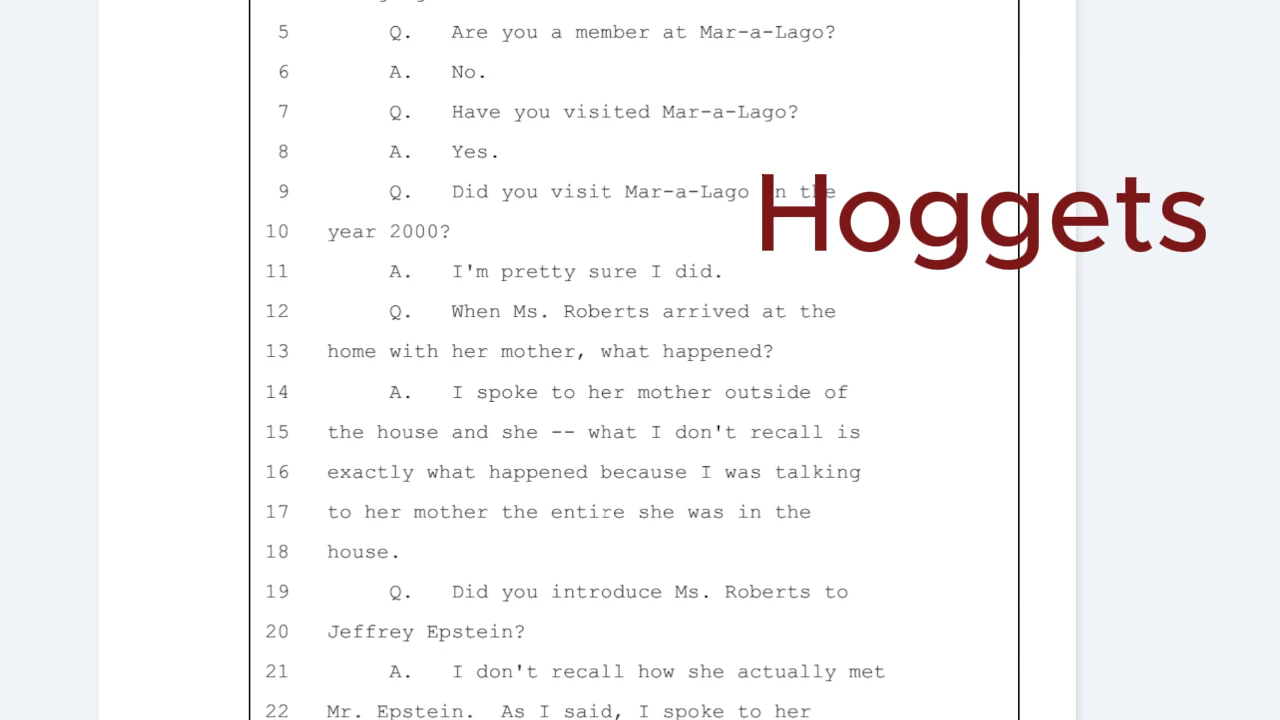 5 Q. Are you a member at Mar-a-Lago?
6 A. No.
7 Q. Have you visited Mar-a-Lago?
8 A. Yes.
9 Q. Did you visit Mar-a-Lago in the
Hoggets
10 year 2000?
11 A. I'm pretty sure I did.
12 Q. When Ms. Roberts arrived at the
13 home with her mother, what happened?
14 A. I spoke to her mother outside of
15 the house and she -- what I don't recall is
16 exactly what happened because I was talking
17 to her mother the entire she was in the
18 house.
19 Q. Did you introduce Ms. Roberts to
20 Jeffrey Epstein?
21 A. I don't recall how she actually met
22 Mr. Epstein. As I said, I spoke to her